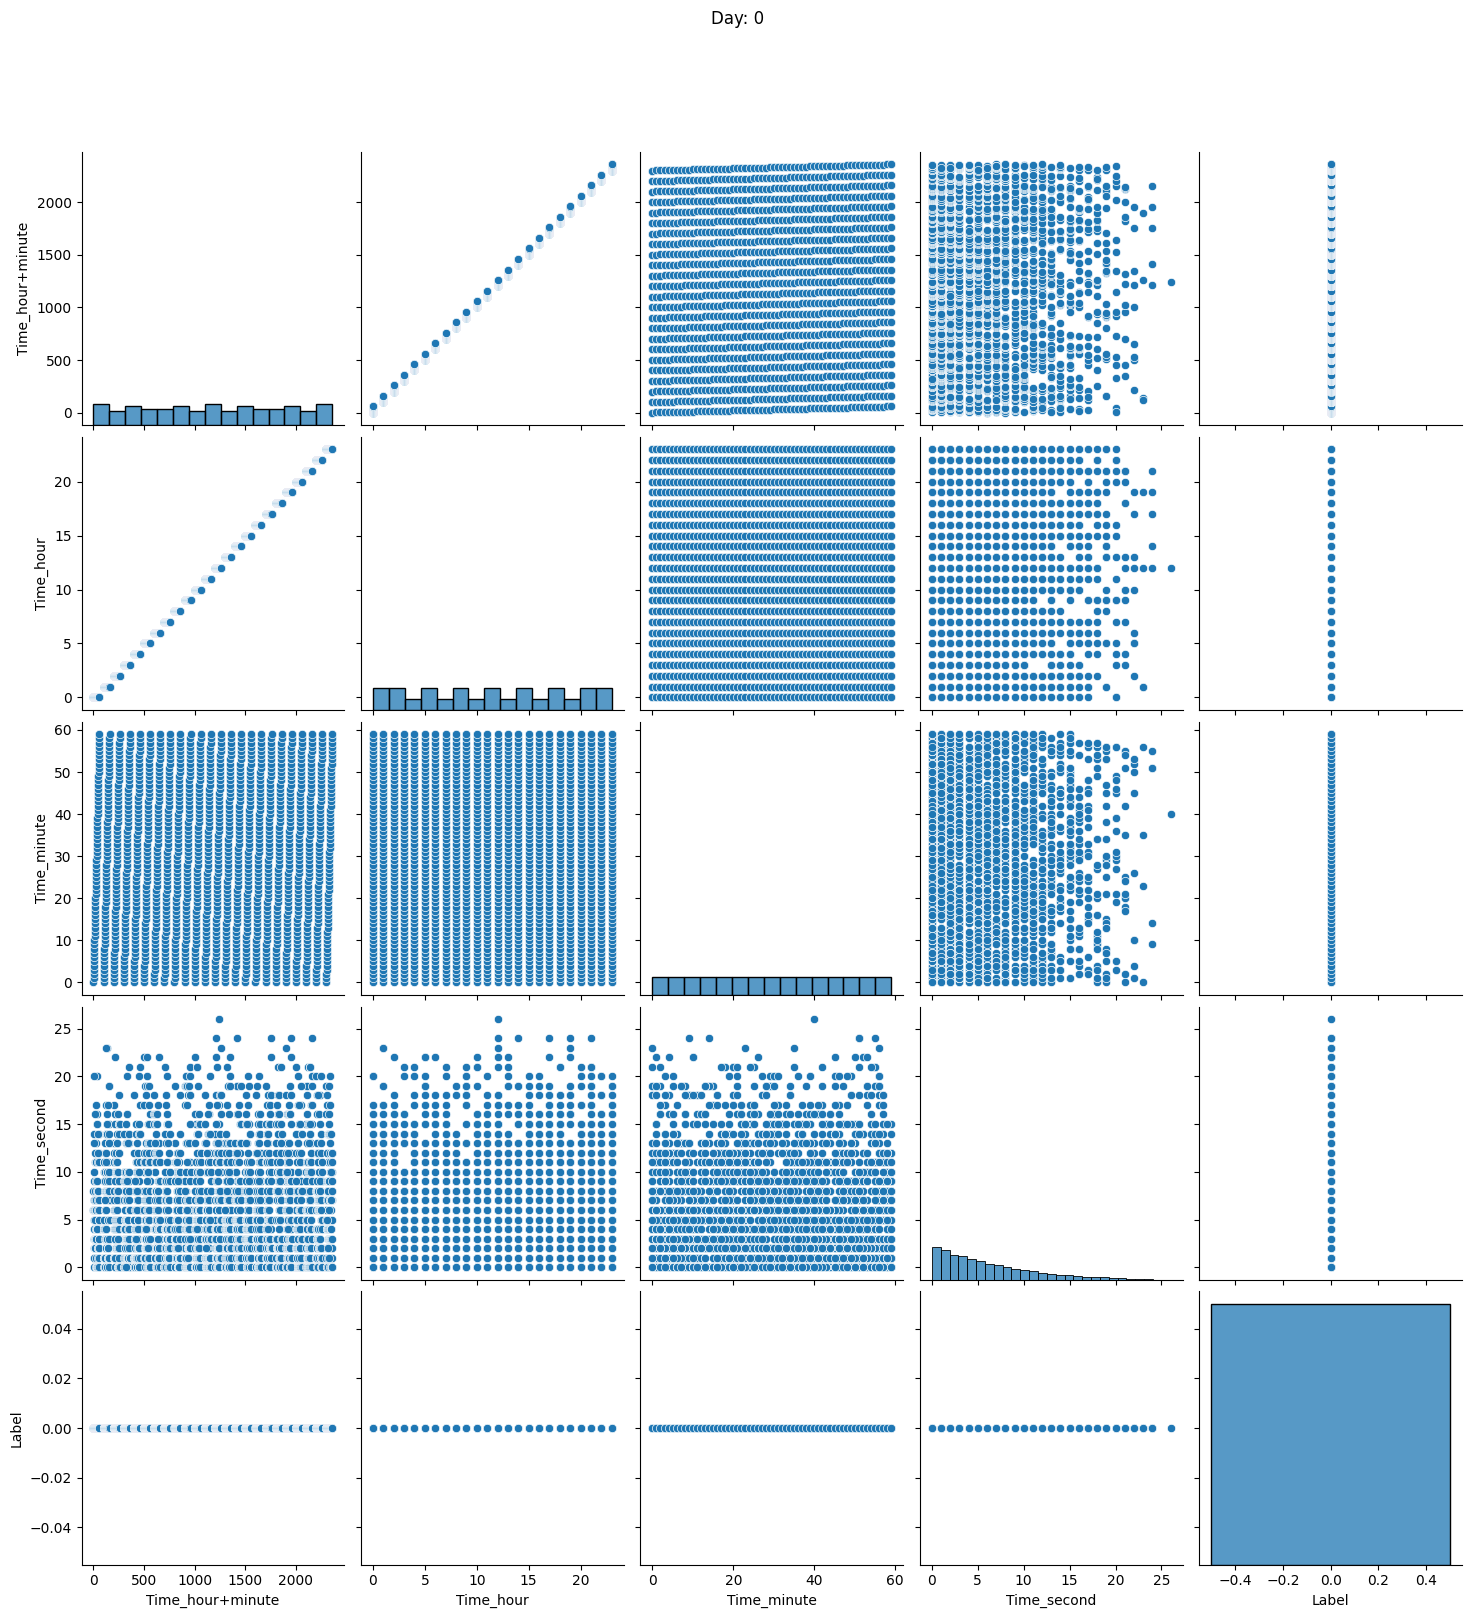 Day: 0
2000
1500
1000
500
0
Time_hour+minute
20
15
10
5
0
Time_hour
60
50
40
30
20
10
0
Time_minute
25
20
15
10
5
0
Time_second
0.04
0.02
0.00
−0.02
−0.04
Label
0 500 1000 1500 2000
0 5 10 15 20
0 20 40 60
0 5 10 15 20 25
−0.4 −0.2 0.0 0.2 0.4
Time_hour+minute
Time_hour
Time_minute
Time_second
Label